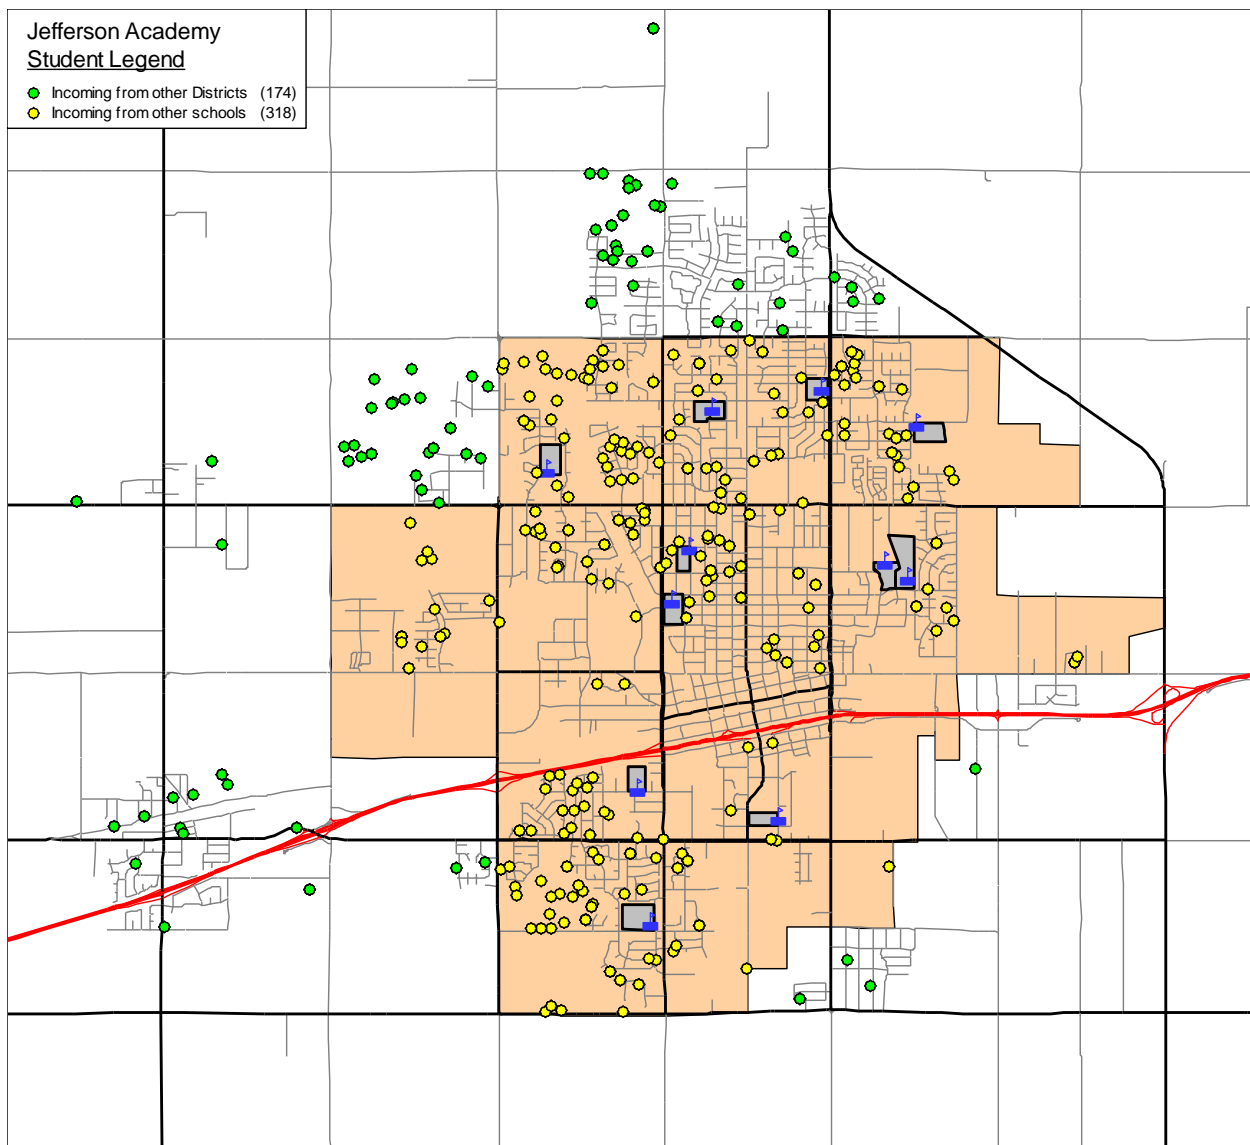 Jefferson Academy
Student Legend
Incoming from other Districts (174)
Incoming from other schools (318)